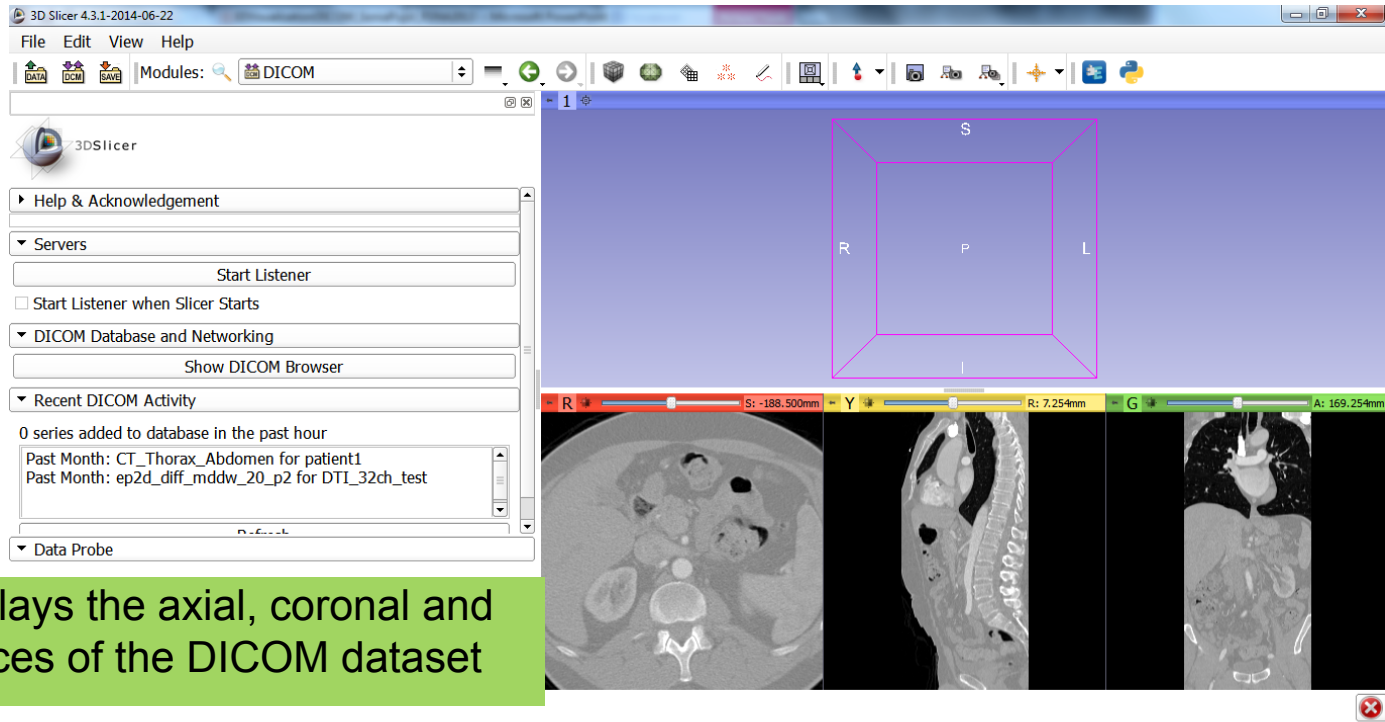 3D Slicer 4.3.1-2014-06-22
File Edit View Help
DATA DCM SAVE Modules: DICOM
1
3DSlicer
Help & Acknowledgement
Servers
Start Listener
Start Listener when Slicer Starts
DICOM Database and Networking
Show DICOM Browser
Recent DICOM Activity
0 series added to database in the past hour
Past Month: CT_Thorax_Abdomen for patient1
Past Month: ep2d_diff_mddw_20_p2 for DTI_32ch_test
Data Probe
S
R P L
I
R S: -188.500mm Y R: 7.254mm G A: 169.254mm
lays the axial, coronal and
ces of the DICOM dataset